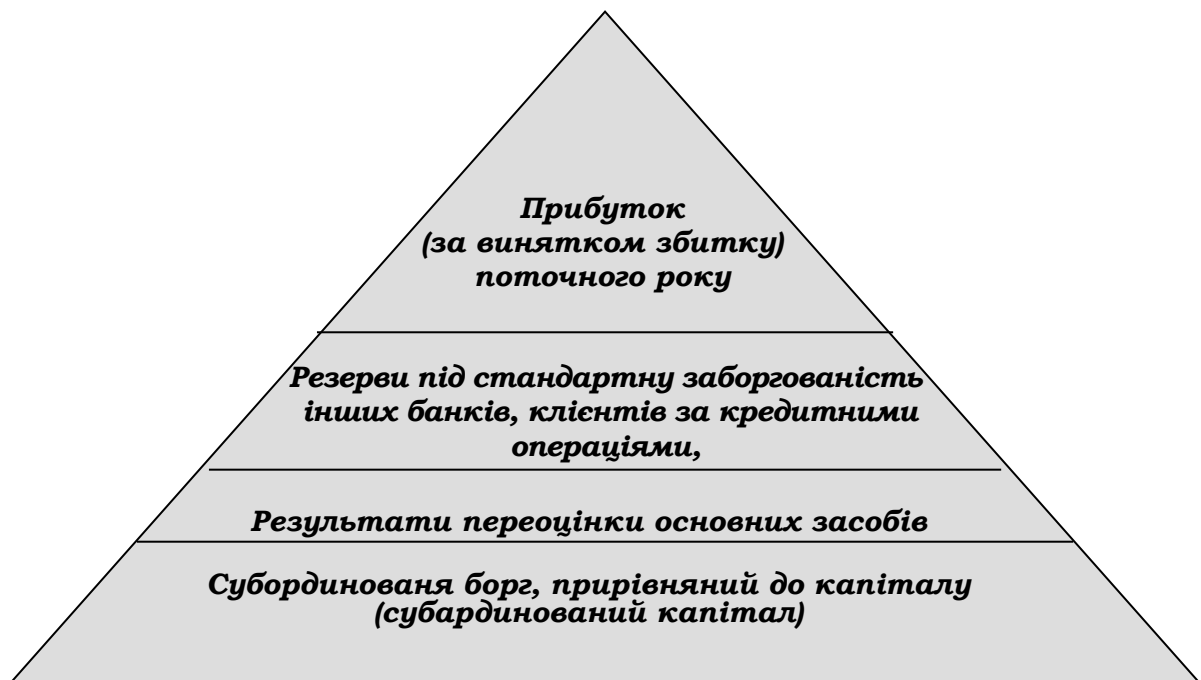 Прибуток
(за винятком збитку)
поточного року
Резерви під стандартну заборгованість
інших банків, клієнтів за кредитними
операціями,
Результати переоцінки основних засобів
Субординованя борг, прирівняний до капіталу
(субардинований капітал)